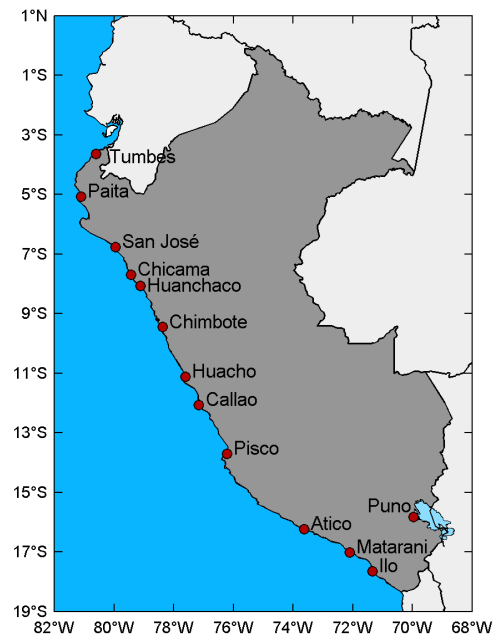 1°N
1°S
3°S
5°S
7°S
9°S
11°S
13°S
15°S
17°S
19°S
Tumbes
Paita
San José
Chicama
Huanchaco
Chimbote
Huacho
Callao
Pisco
Puno
Atico
Matarani
Ilo
82°W 80°W 78°W 76°W 74°W 72°W 70°W 68°W